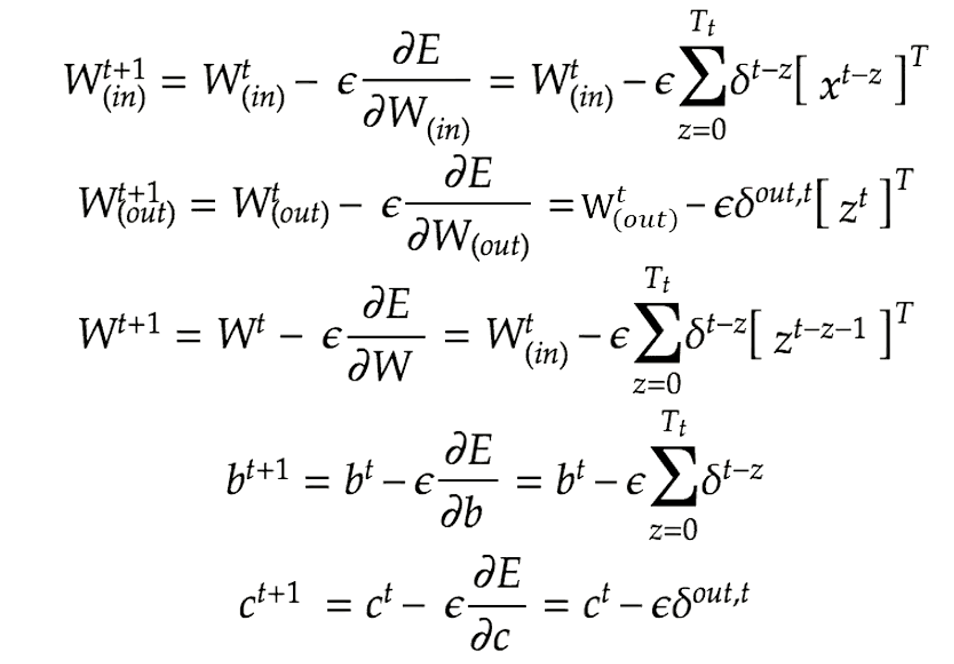 W^{t+1}_{(in)} = W^{t}_{(in)} − ϵ ∂E/∂W_{(in)} = W^{t}_{(in)} − ϵ ∑_{z=0}^{T_t} δ^{t−z} [ x^{t−z} ]^T
W^{t+1}_{(out)} = W^{t}_{(out)} − ϵ ∂E/∂W_{(out)} = W^{t}_{(out)} − ϵδ^{out,t} [ z^t ]^T
W^{t+1} = W^t − ϵ ∂E/∂W = W^{t}_{(in)} − ϵ ∑_{z=0}^{T_t} δ^{t−z} [ z^{t−z−1} ]^T
b^{t+1} = b^t − ϵ ∂E/∂b = b^t − ϵ ∑_{z=0}^{T_t} δ^{t−z}
c^{t+1} = c^t − ϵ ∂E/∂c = c^t − ϵδ^{out,t}